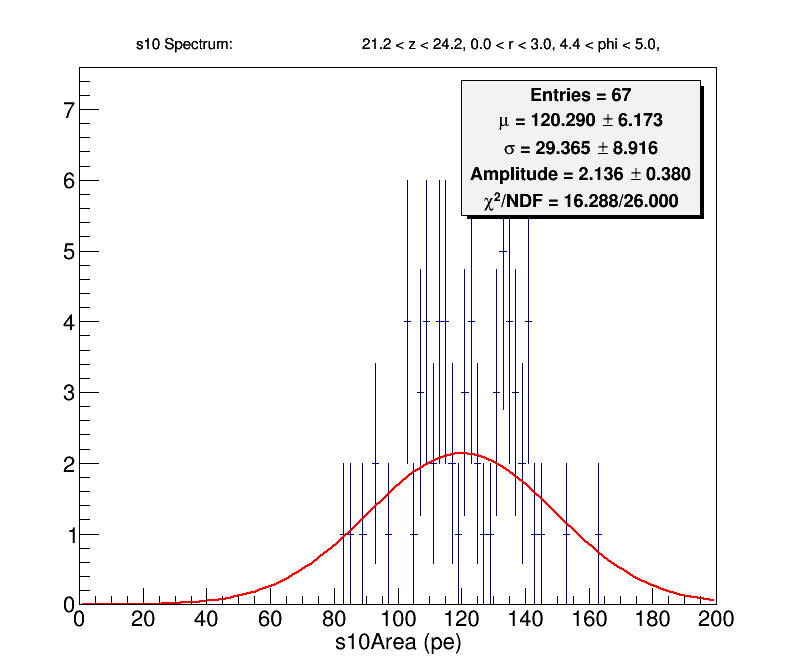 s10 Spectrum: 21.2 < z < 24.2, 0.0 < r < 3.0, 4.4 < phi < 5.0,
Entries = 67
μ = 120.290 ± 6.173
σ = 29.365 ± 8.916
Amplitude = 2.136 ± 0.380
χ²/NDF = 16.288/26.000
7
6
5
4
3
2
1
0
0 20 40 60 80 100 120 140 160 180 200
s10Area (pe)